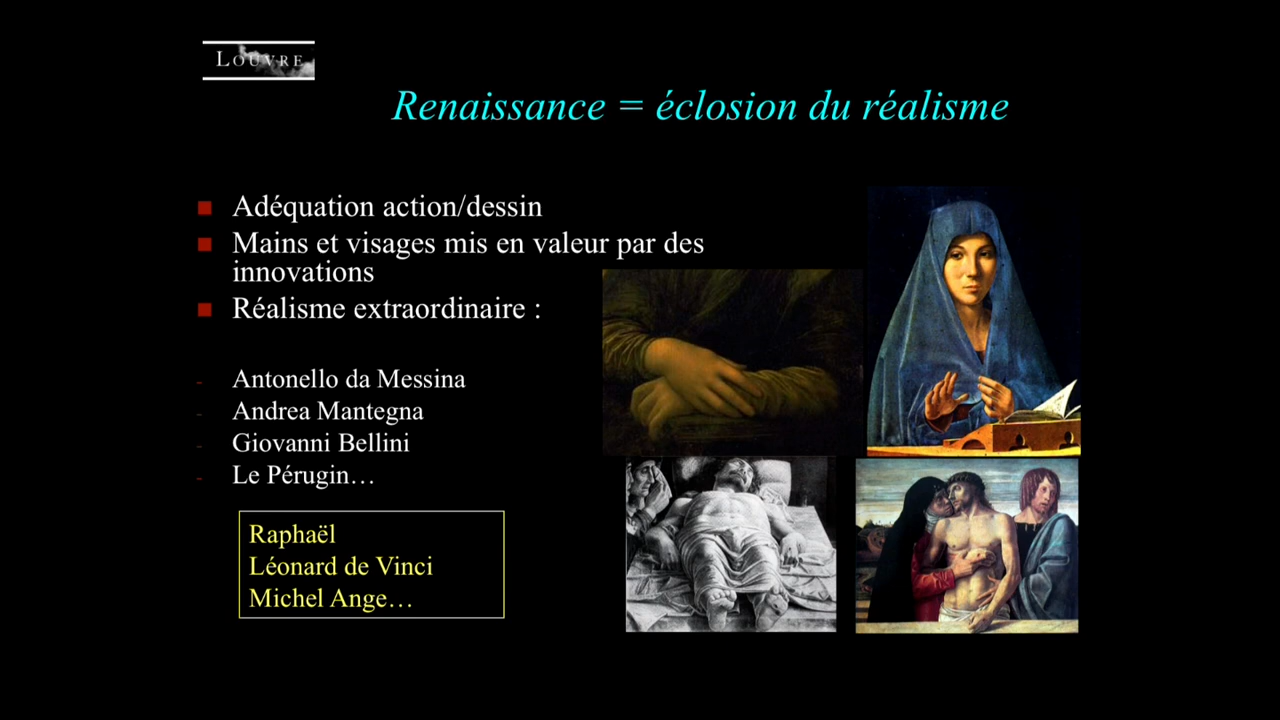 LOUVRE
Renaissance = éclosion du réalisme
Adéquation action/dessin
Mains et visages mis en valeur par des
innovations
Réalisme extraordinaire :
- Antonello da Messina
- Andrea Mantegna
- Giovanni Bellini
- Le Pérugin…
Raphaël
Léonard de Vinci
Michel Ange…